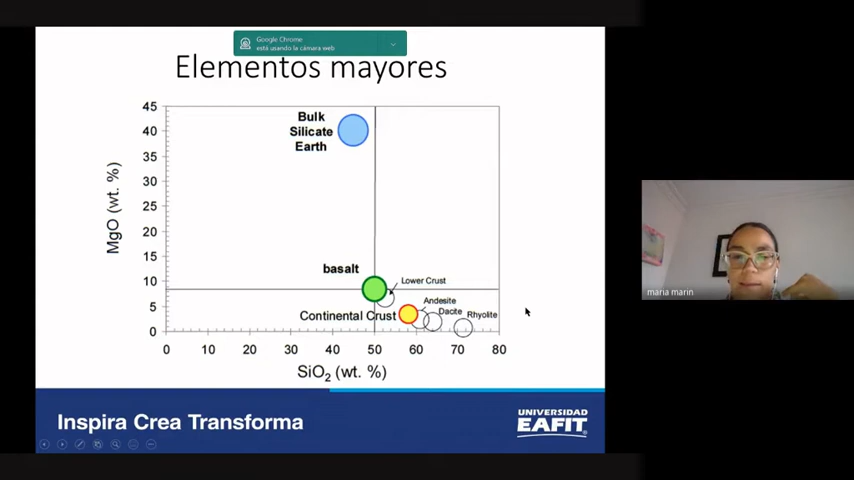 Google Chrome
está usando la cámara web
Elementos mayores
45
40
35
30
25
20
15
10
5
0
MgO (wt. %)
Bulk
Silicate
Earth
basalt
Lower Crust
Continental Crust
Andesite
Dacite
Rhyolite
0 10 20 30 40 50 60 70 80
SiO₂ (wt. %)
Inspira Crea Transforma
UNIVERSIDAD
EAFIT
maria marin